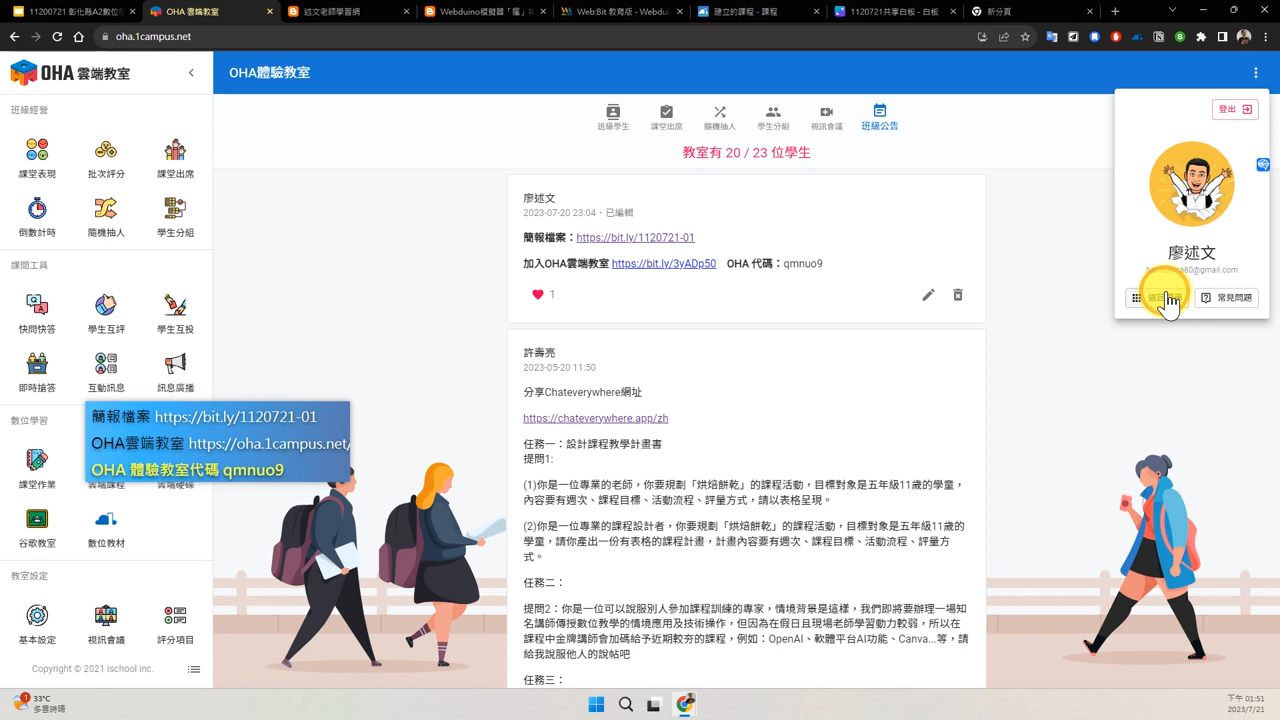 1120721 彰化縣A2數位
OHA 雲端教室
述文老師學習網
Webduino模擬器「瘋」
Web:Bit 教育版 - Webdui
建立的課程 - 課程
1120721共享白板 - 白板
新分頁
oha.1campus.net
OHA 雲端教室
OHA體驗教室
班級經營
課堂表現
批次評分
課堂出席
倒數計時
隨機抽人
學生分組
課間工具
快問快答
學生互評
學生互投
即時搶答
互動訊息
訊息廣播
數位學習
課堂作業
雲端課程
雲端硬碟
谷歌教室
數位教材
教室設定
基本設定
視訊會議
評分項目
Copyright © 2021 ischool inc.
簡報檔案 https://bit.ly/1120721-01
OHA雲端教室 https://oha.1campus.net/
OHA 體驗教室代碼 qmnuo9
班級學生
課堂出席
隨機抽人
學生分組
視訊會議
班級公告
教室有 20 / 23 位學生
廖述文
2023-07-20 23:04・已編輯
簡報檔案：https://bit.ly/1120721-01
加入OHA雲端教室 https://bit.ly/3yADp50 OHA 代碼：qmnuo9
1
許壽亮
2023-05-20 11:50
分享Chateverywhere網址
https://chateverywhere.app/zh
任務一：設計課程教學計畫書
提問1:
(1)你是一位專業的老師，你要規劃「烘焙餅乾」的課程活動，目標對象是五年級11歲的學童，
內容要有週次、課程目標、活動流程、評量方式，請以表格呈現。
(2)你是一位專業的課程設計者，你要規劃「烘焙餅乾」的課程活動，目標對象是五年級11歲的
學童，請你產出一份有表格的課程計畫，計畫內容要有週次、課程目標、活動流程、評量方
式。
任務二：
提問2：你是一位可以說服別人參加課程訓練的專家，情境背景是這樣，我們即將要辦理一場知
名講師傳授數位教學的情境應用及技術操作，但因為在假日且現場老師學習動力較弱，所以在
課程中金牌講師會加碼給予近期較夯的課程，例如：OpenAI、軟體平台AI功能、Canva...等，請
給我說服他人的說帖吧
任務三：
登出
廖述文
80@gmail.com
常見問題
1
33°C
多雲時晴
下午 01:51
2023/7/21